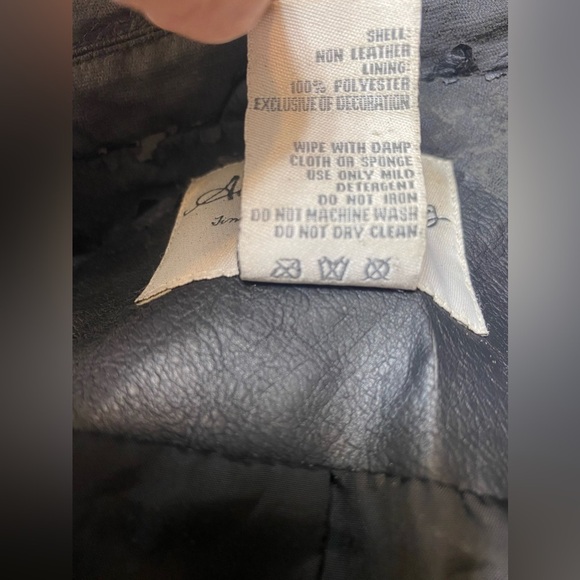 SHELL:
NON LEATHER
LINING:
100% POLYESTER
EXCLUSIVE OF DECORATION
WIPE WITH DAMP
CLOTH OR SPONGE
USE ONLY MILD
DETERGENT
DO NOT IRON
DO NOT MACHINE WASH
DO NOT DRY CLEAN